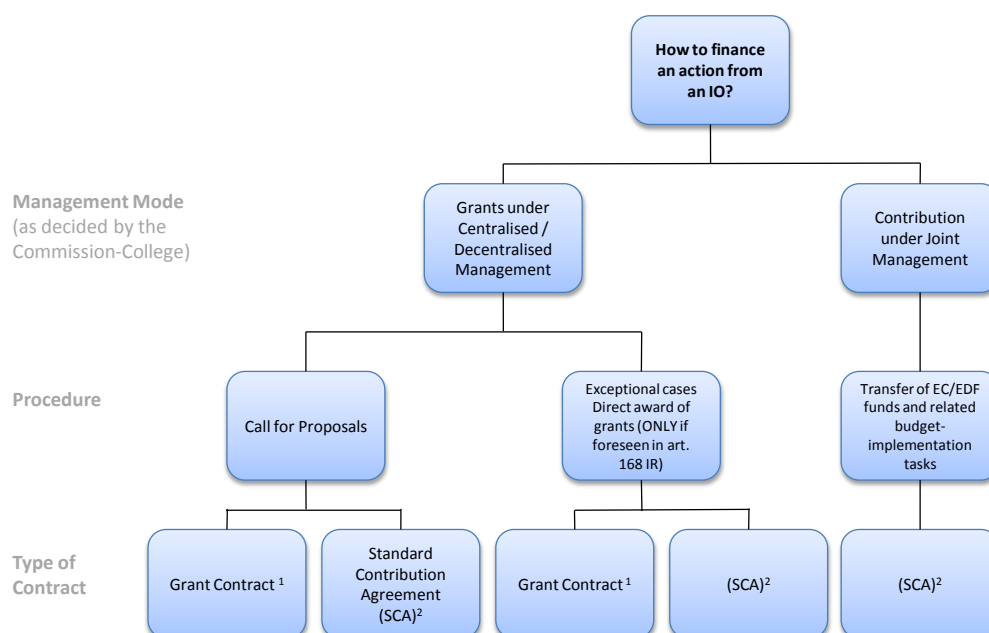 How to finance
an action from
an IO?
Management Mode
(as decided by the
Commission-College)
Grants under
Centralised /
Decentralised
Management
Contribution
under Joint
Management
Procedure
Call for Proposals
Exceptional cases
Direct award of
grants (ONLY if
foreseen in art.
168 IR)
Transfer of EC/EDF
funds and related
budget-
implementation
tasks
Type of
Contract
Grant Contract ¹
Standard
Contribution
Agreement
(SCA)²
Grant Contract ¹
(SCA)²
(SCA)²